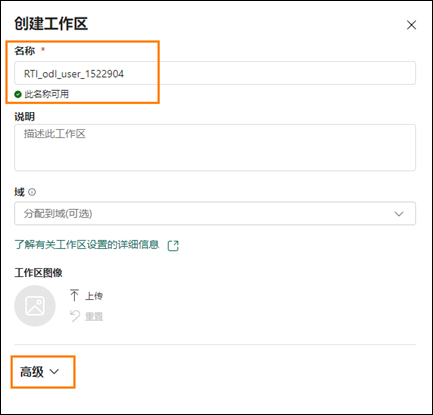 创建工作区
名称 *
RTI_odl_user_1522904
此名称可用
说明
描述此工作区
域
分配到域(可选)
了解有关工作区设置的详细信息
工作区图像
上传
重置
高级